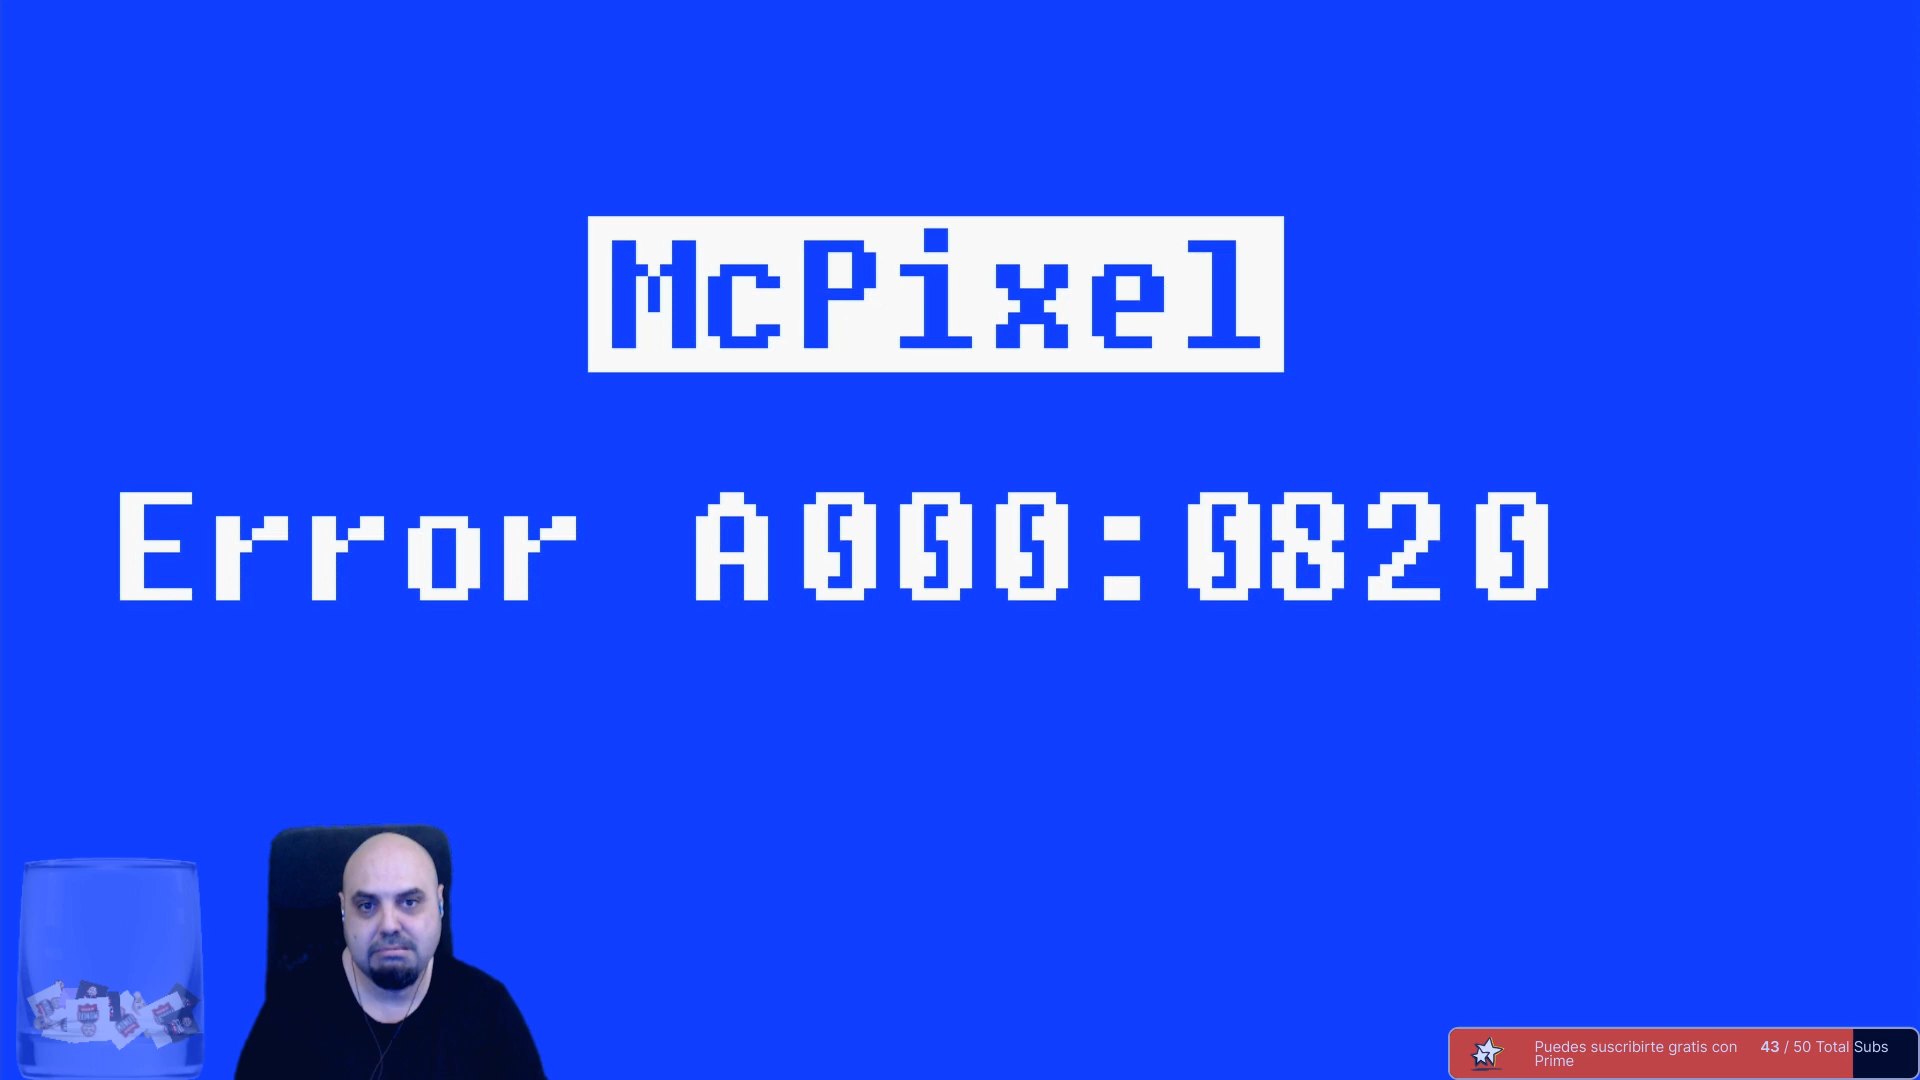 McPixel
Error A000:0820
Puedes suscribirte gratis con Prime
43 / 50 Total Subs